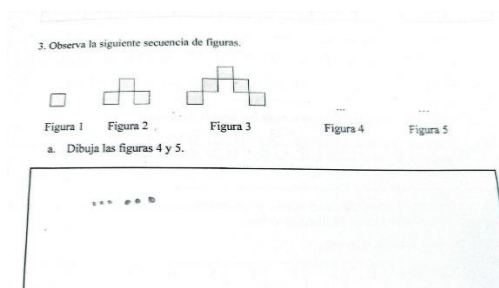 3. Observa la siguiente secuencia de figuras.
... ...
Figura 1 Figura 2 Figura 3 Figura 4 Figura 5
a. Dibuja las figuras 4 y 5.